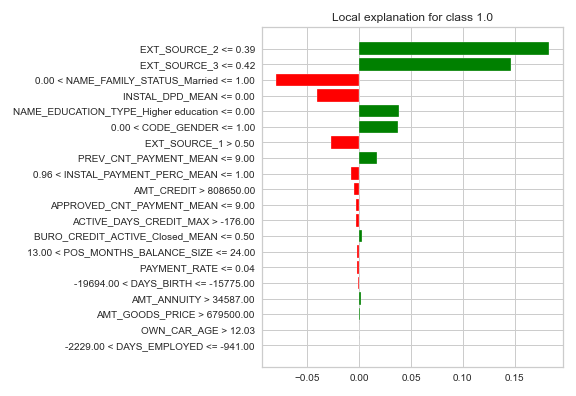 Local explanation for class 1.0
EXT_SOURCE_2 <= 0.39
EXT_SOURCE_3 <= 0.42
0.00 < NAME_FAMILY_STATUS_Married <= 1.00
INSTAL_DPD_MEAN <= 0.00
NAME_EDUCATION_TYPE_Higher education <= 0.00
0.00 < CODE_GENDER <= 1.00
EXT_SOURCE_1 > 0.50
PREV_CNT_PAYMENT_MEAN <= 9.00
0.96 < INSTAL_PAYMENT_PERC_MEAN <= 1.00
AMT_CREDIT > 808650.00
APPROVED_CNT_PAYMENT_MEAN <= 9.00
ACTIVE_DAYS_CREDIT_MAX > -176.00
BURO_CREDIT_ACTIVE_Closed_MEAN <= 0.50
13.00 < POS_MONTHS_BALANCE_SIZE <= 24.00
PAYMENT_RATE <= 0.04
-19694.00 < DAYS_BIRTH <= -15775.00
AMT_ANNUITY > 34587.00
AMT_GOODS_PRICE > 679500.00
OWN_CAR_AGE > 12.03
-2229.00 < DAYS_EMPLOYED <= -941.00
−0.05 0.00 0.05 0.10 0.15